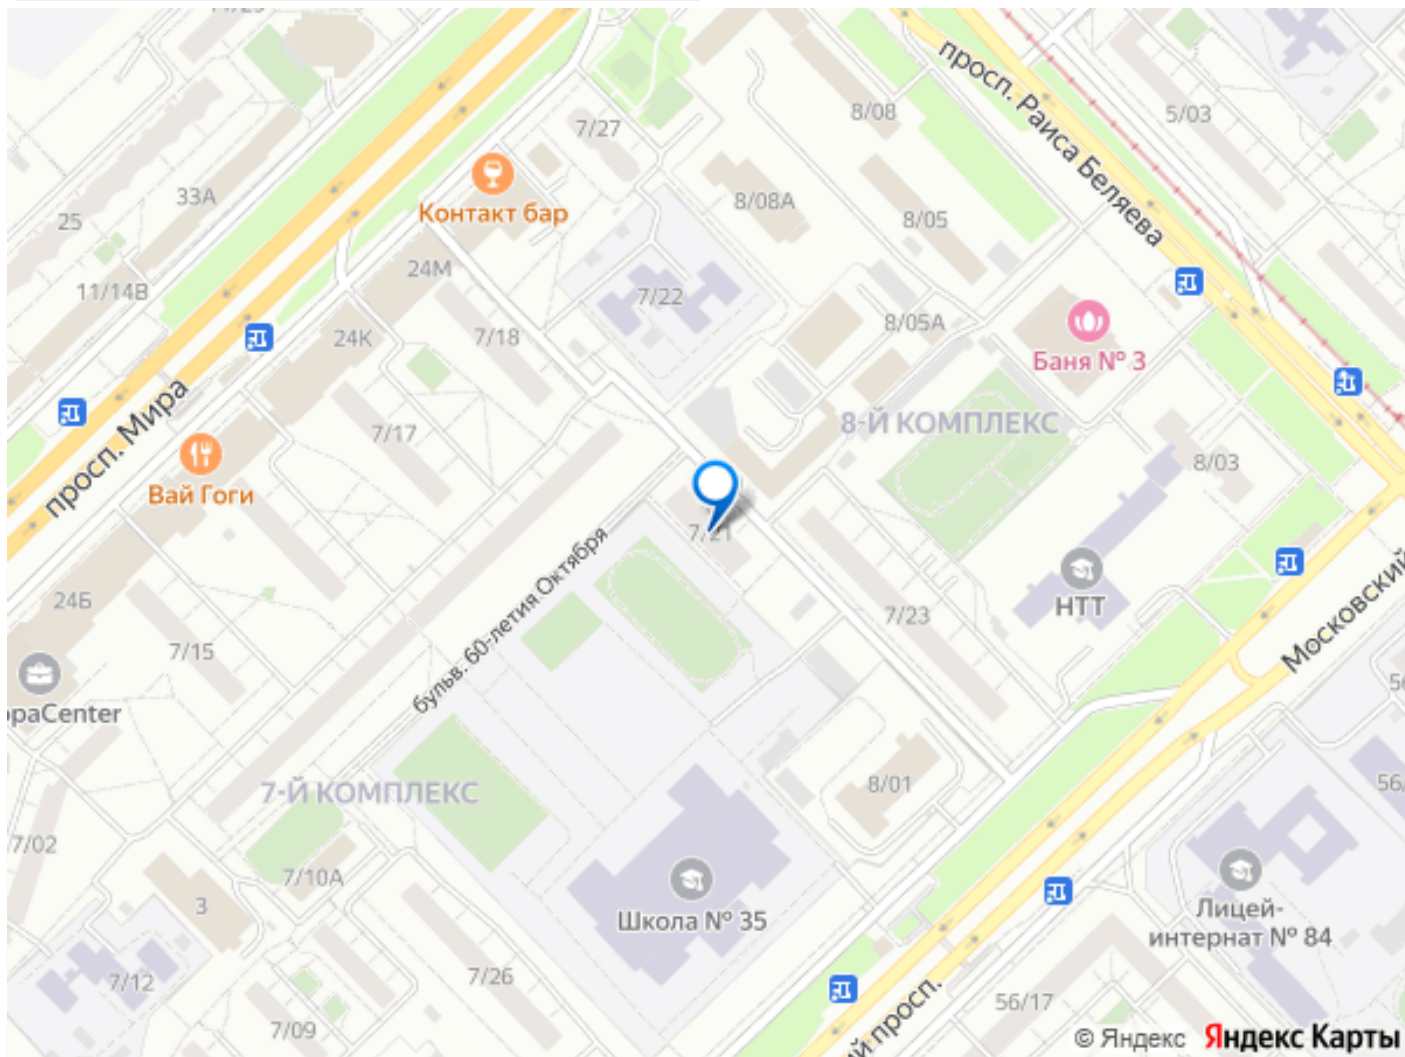 просп. Раиса Беляева
8/08
5/03
7/27
33А
25
Контакт бар
8/08А
8/05
24М
7/22
11/14В
24К
7/18
8/05А
Баня № 3
просп. Мира
7/17
8-Й КОМПЛЕКС
8/03
Вай Гоги
7/21
бульв. 60-летия Октября
НТТ
24Б
7/23
Московский
7/15
opaCenter
7-Й КОМПЛЕКС
8/01
7/02
7/10А
3
Школа № 35
Лицей-
интернат № 84
7/12
7/26
56/17
7/09
ий просп.
© Яндекс
Яндекс Карты